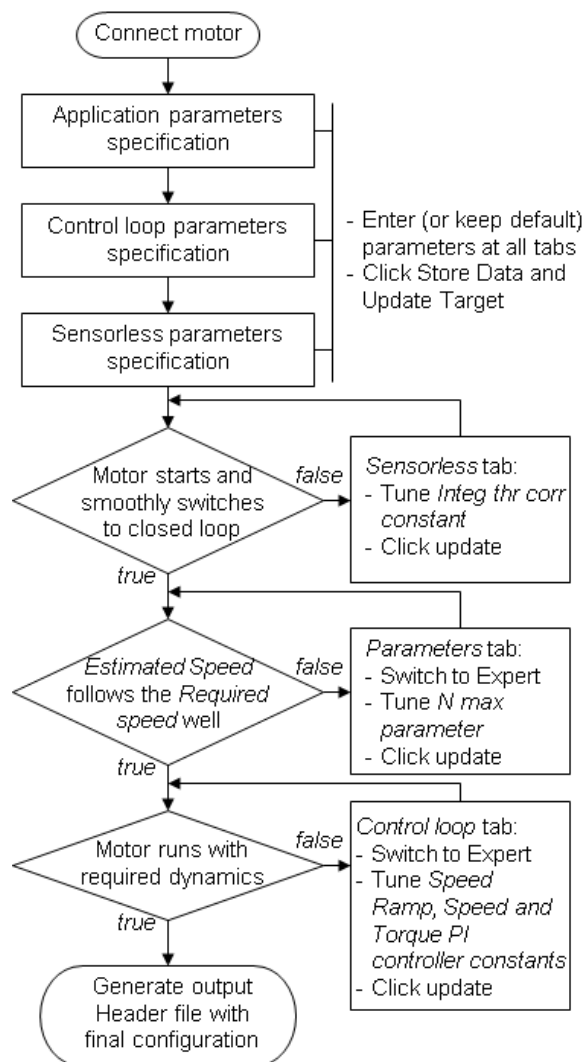 Connect motor
Application parameters
specification
Control loop parameters
specification
Sensorless parameters
specification
- Enter (or keep default)
parameters at all tabs
- Click Store Data and
Update Target
Motor starts and
smoothly switches
to closed loop
false
true
Sensorless tab:
- Tune Integ thr corr
constant
- Click update
Estimated Speed
follows the Required
speed well
false
true
Parameters tab:
- Switch to Expert
- Tune N max
parameter
- Click update
Motor runs with
required dynamics
false
true
Control loop tab:
- Switch to Expert
- Tune Speed
Ramp, Speed and
Torque PI
controller constants
- Click update
Generate output
Header file with
final configuration